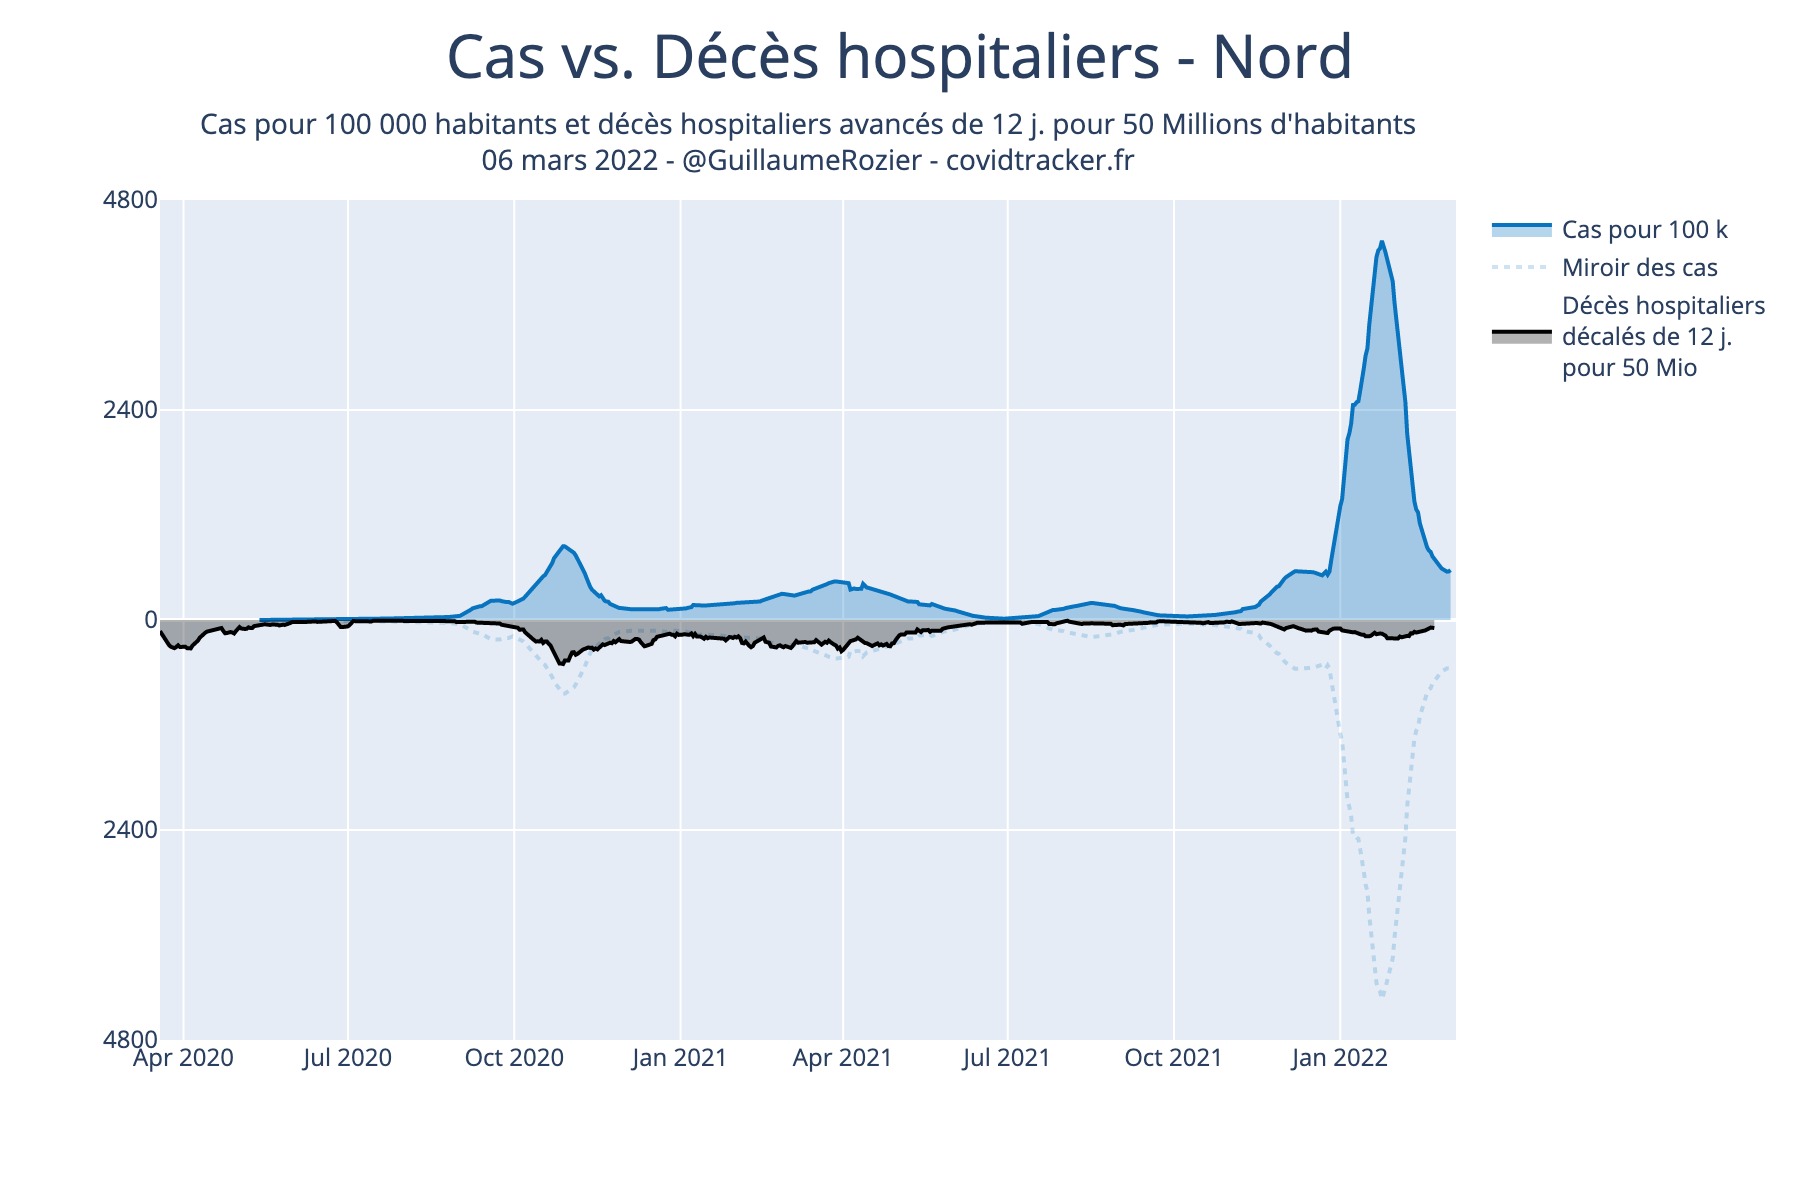 Cas vs. Décès hospitaliers - Nord
Cas pour 100 000 habitants et décès hospitaliers avancés de 12 j. pour 50 Millions d'habitants
06 mars 2022 - @GuillaumeRozier - covidtracker.fr
4800
2400
0
2400
4800
Apr 2020
Jul 2020
Oct 2020
Jan 2021
Apr 2021
Jul 2021
Oct 2021
Jan 2022
Cas pour 100 k
Miroir des cas
Décès hospitaliers
décalés de 12 j.
pour 50 Mio